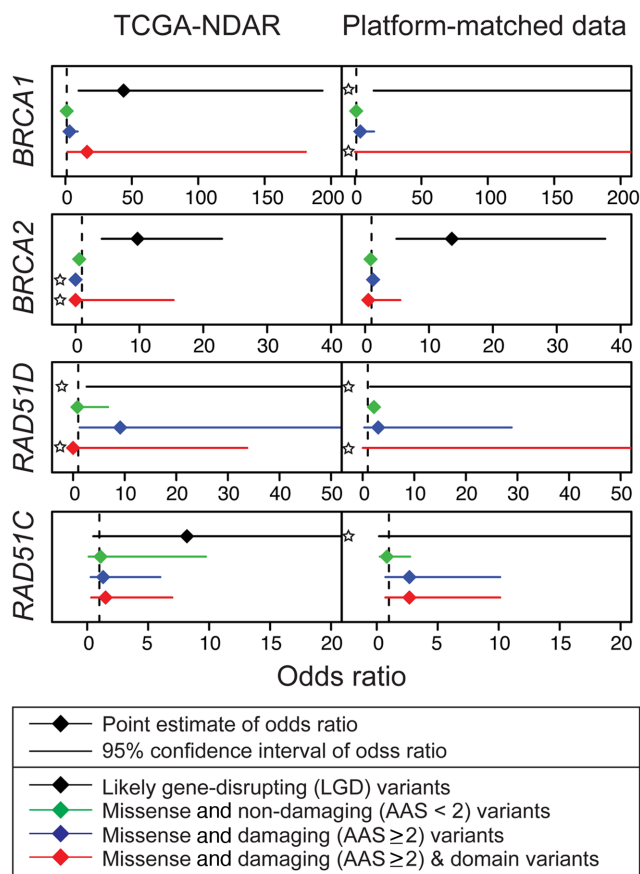 TCGA-NDAR Platform-matched data
BRCA1
0 50 100 150 200 0 50 100 150 200
BRCA2
0 10 20 30 40 0 10 20 30 40
RAD51D
0 10 20 30 40 50 0 10 20 30 40 50
RAD51C
0 5 10 15 20 0 5 10 15 20
Odds ratio
Point estimate of odds ratio
95% confidence interval of odss ratio
Likely gene-disrupting (LGD) variants
Missense and non-damaging (AAS < 2) variants
Missense and damaging (AAS ≥2) variants
Missense and damaging (AAS ≥2) & domain variants